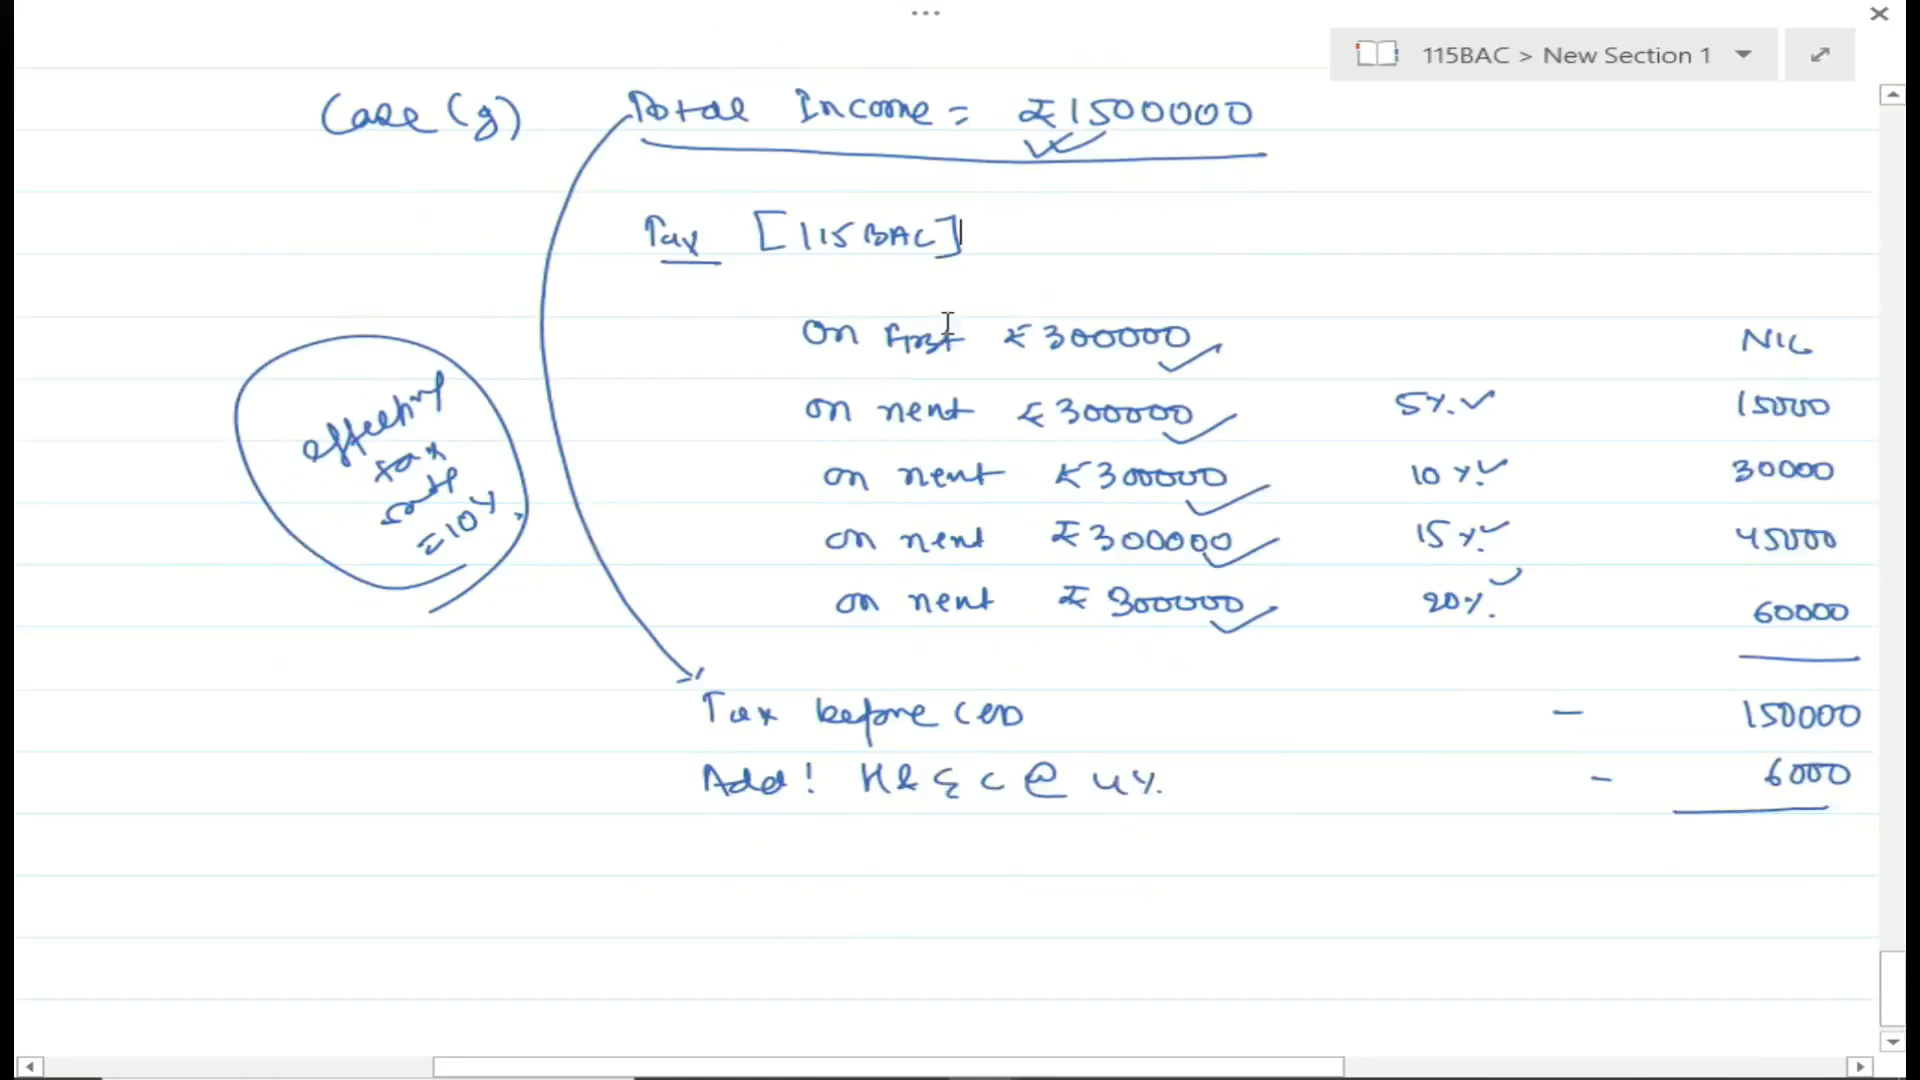 ...
115BAC > New Section 1
Case (g) Total Income = ₹1500000
Tax [115BAC]
On first ₹300000 NIL
on next ₹300000 5% 15000
on next ₹300000 10% 30000
on next ₹300000 15% 45000
on next ₹300000 20% 60000
effecting
tax
rate
=10%
Tax before CESS - 150000
Add! H&EC @ 4% - 6000